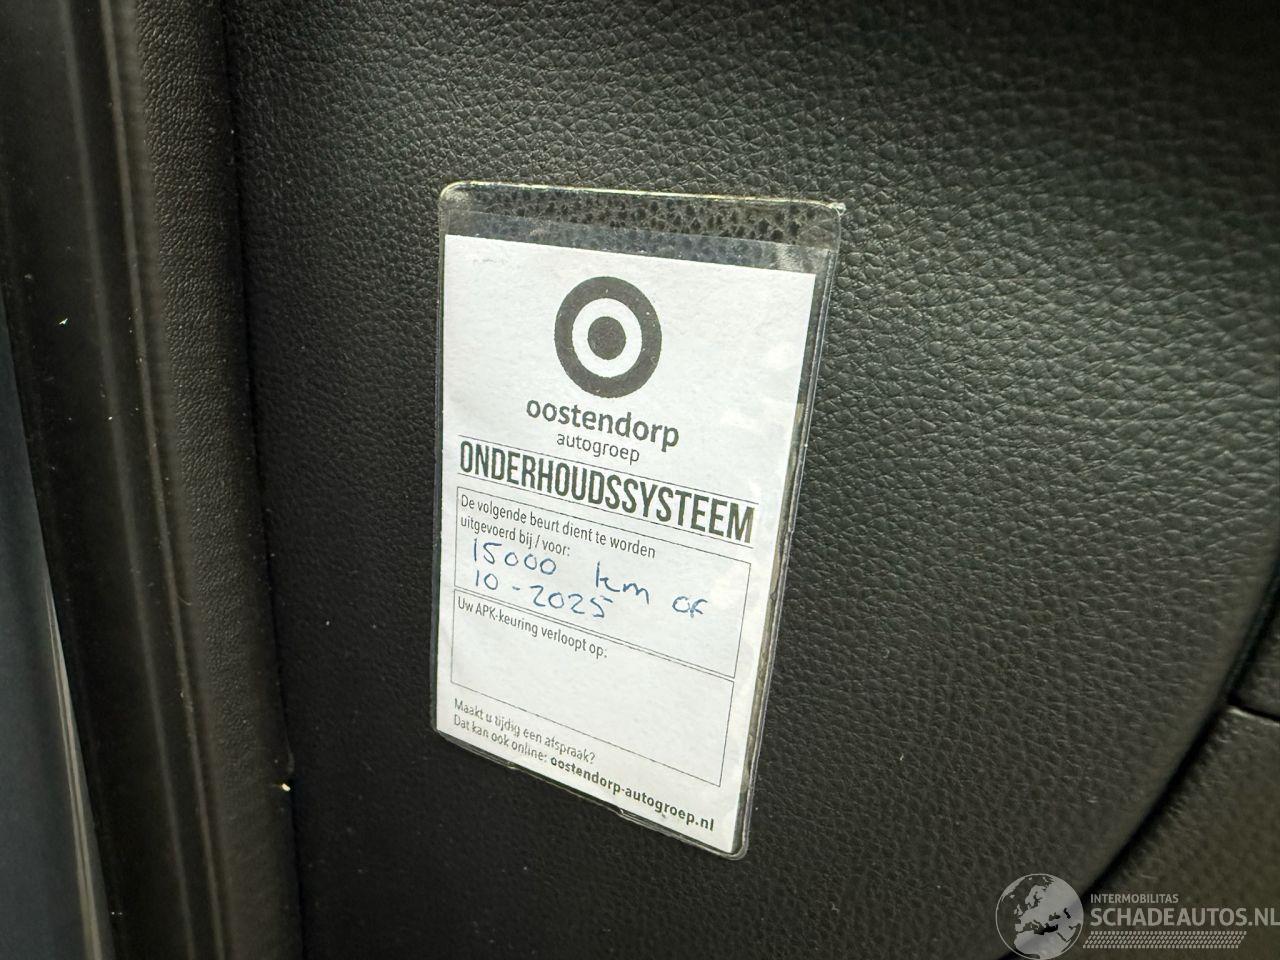 oostendorp
autogroep
ONDERHOUDSSYSTEEM
De volgende beurt dient te worden
uitgevoerd bij / voor:
15000 km of
10-2025
Uw APK-keuring verloopt op:
Maakt u tijdig een afspraak?
Dat kan ook online: oostendorp-autogroep.nl
INTERMOBILITAS
SCHADEAUTOS.NL